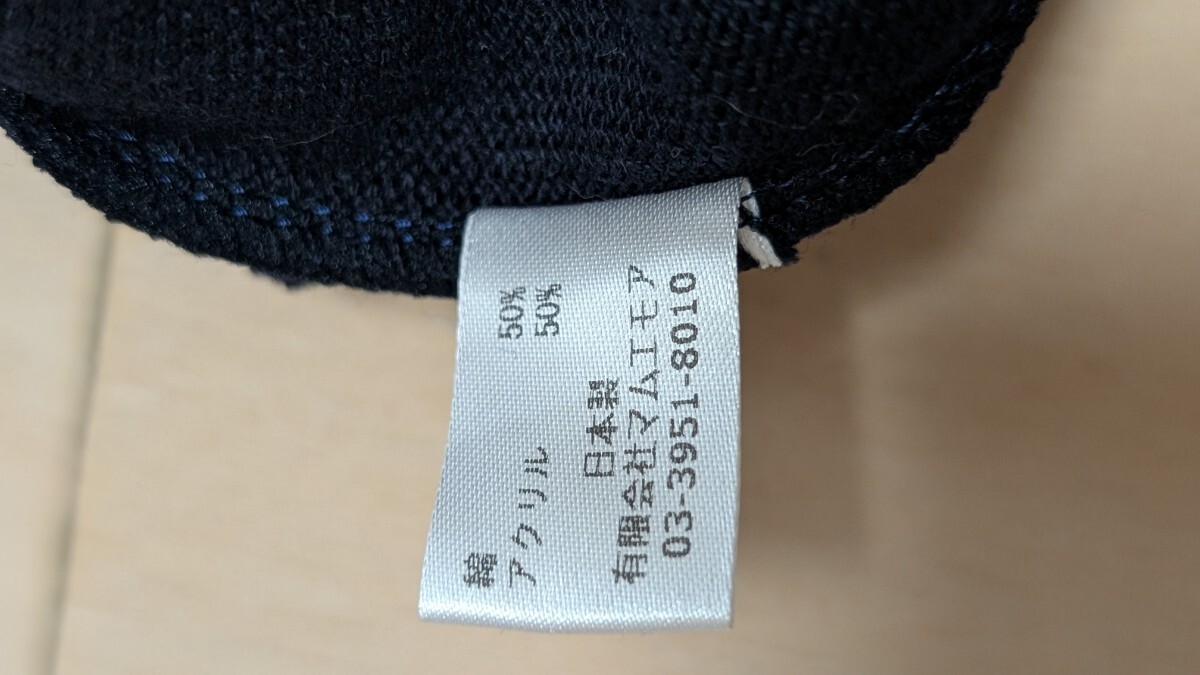 綿 50%
アクリル 50%
日本製
有限会社マムエモア
03-3951-8010